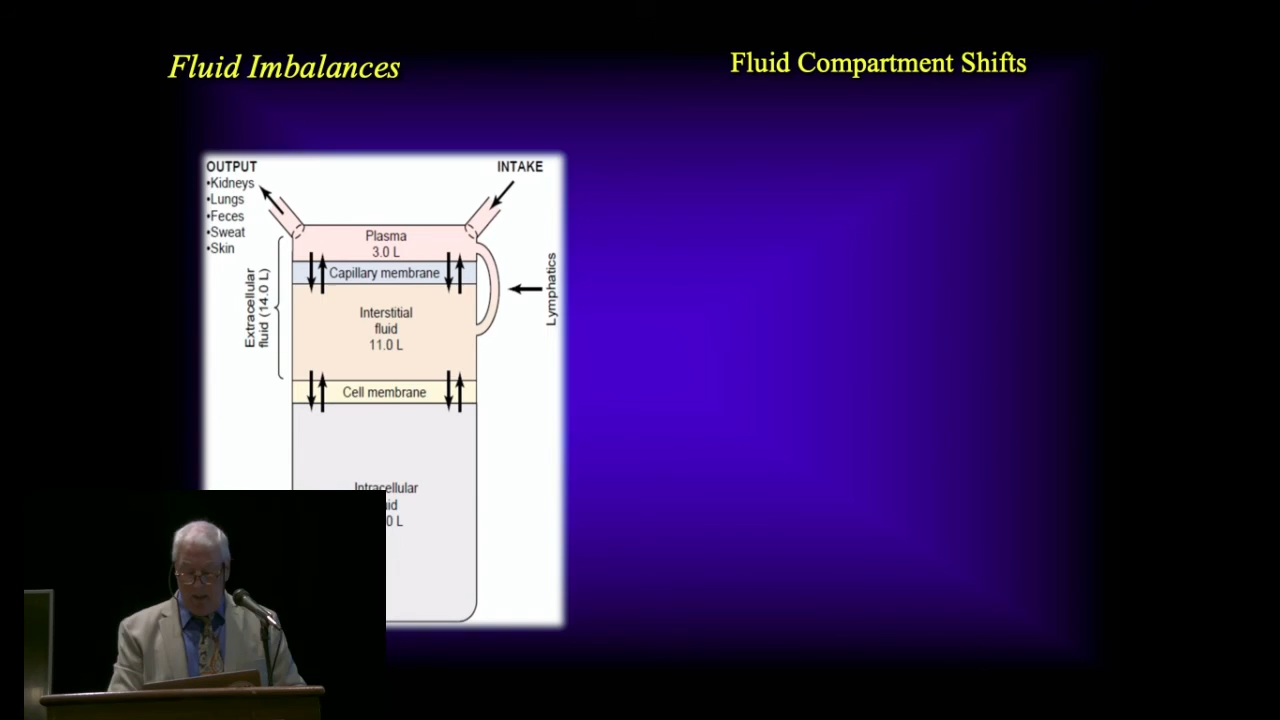 Fluid Imbalances
Fluid Compartment Shifts
OUTPUT
•Kidneys
•Lungs
•Feces
•Sweat
•Skin
INTAKE
Plasma
3.0 L
Capillary membrane
Interstitial
fluid
11.0 L
Cell membrane
Intracellular
Extracellular
fluid (14.0 L)
Lymphatics